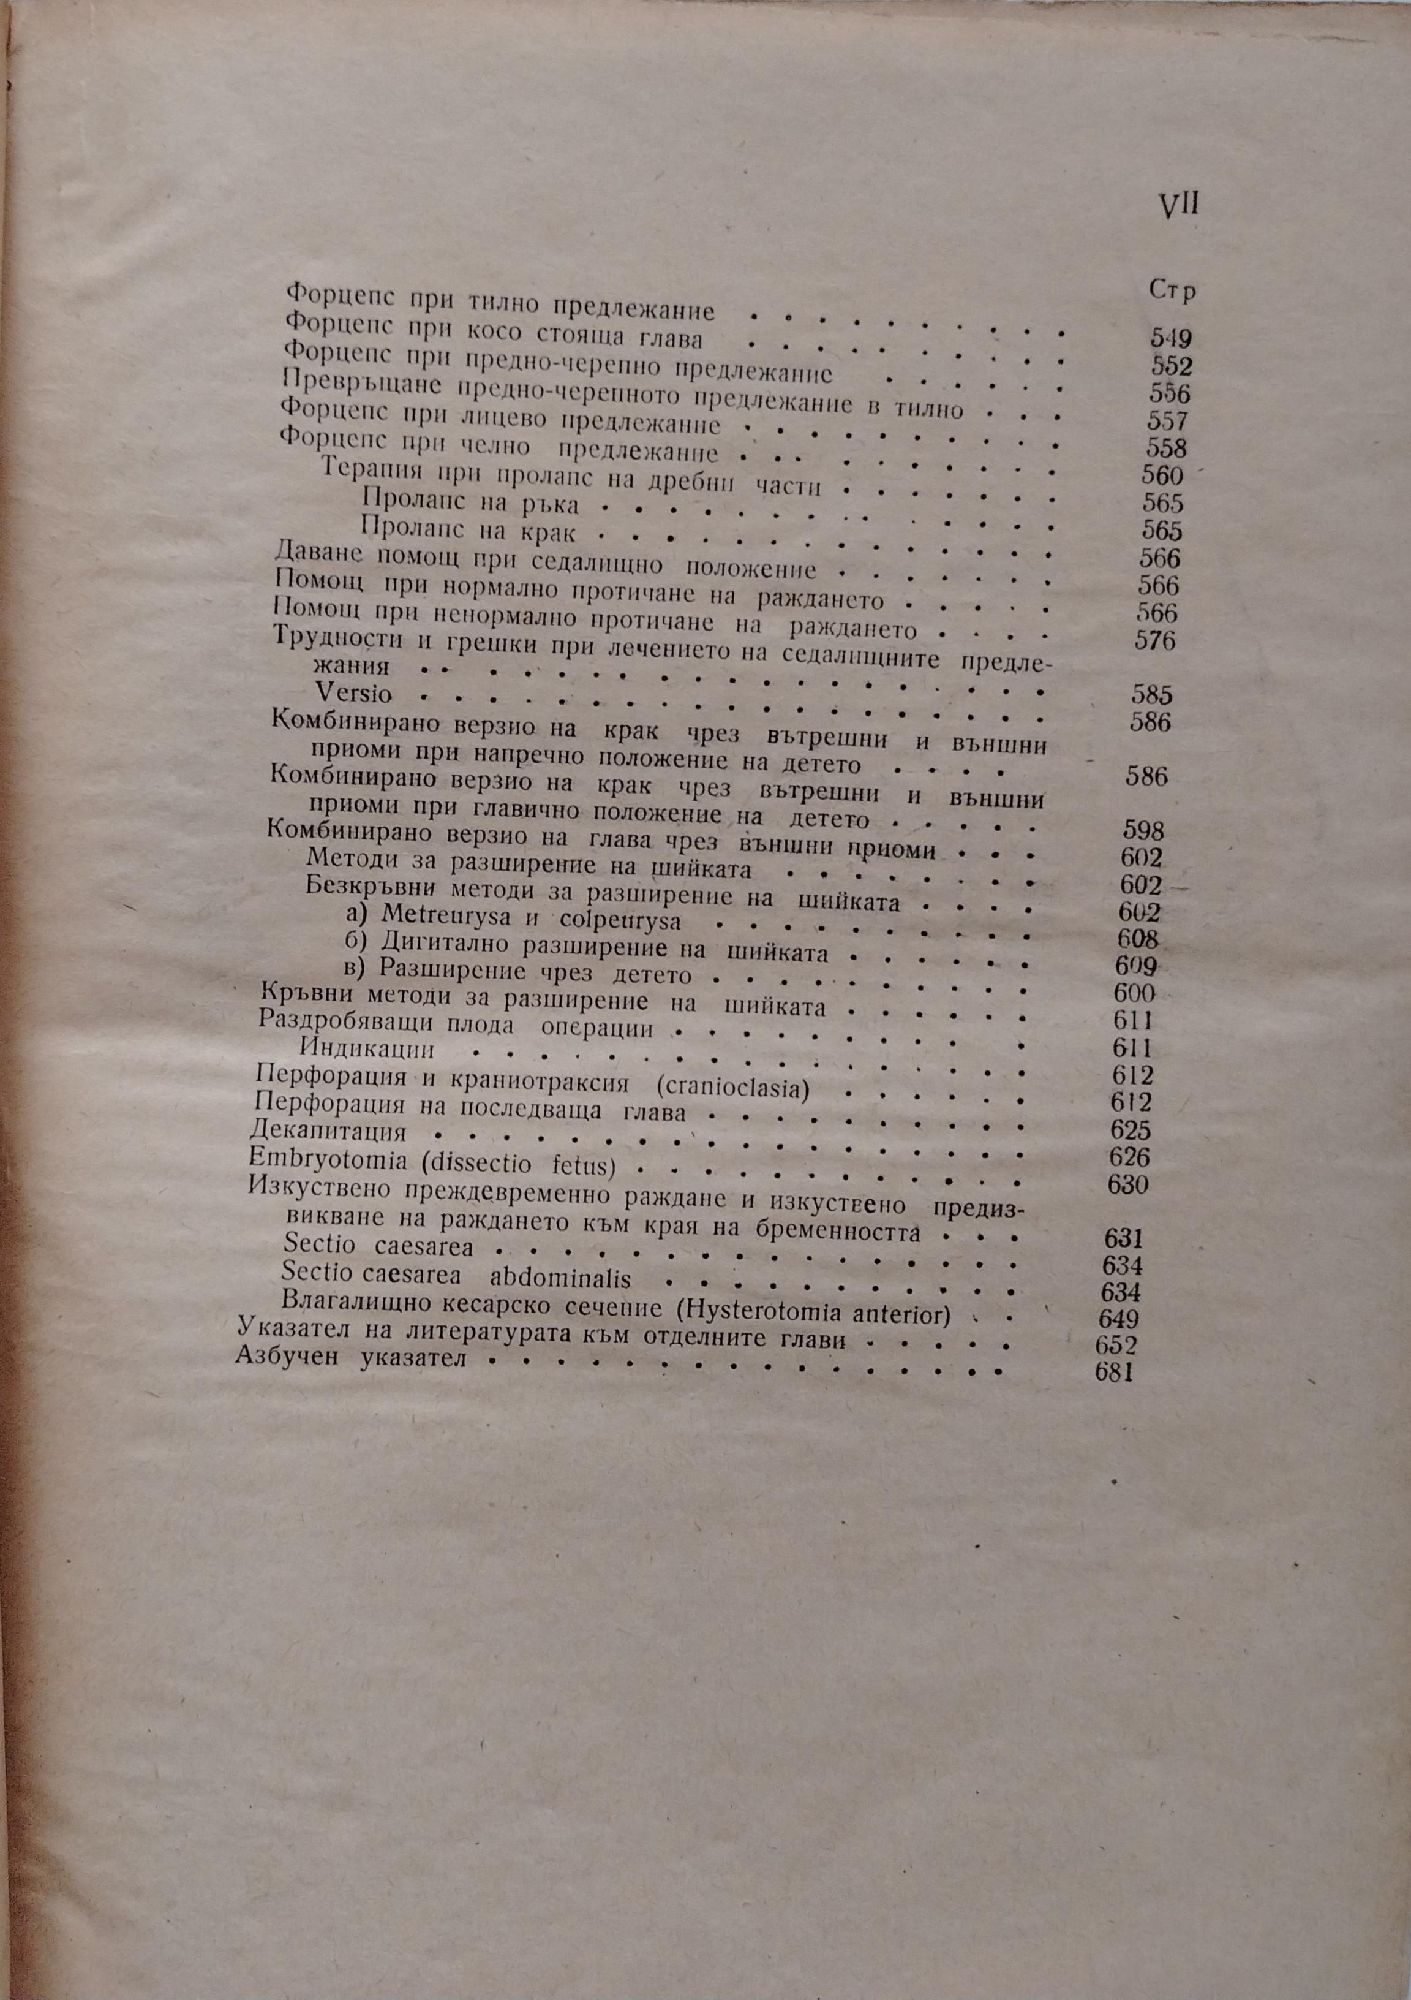 VII
Стр
Форцепс при тилно предлежание . . . . . . . . . . 549
Форцепс при косо стояща глава . . . . . . . . . . 552
Форцепс при предно-черепно предлежание . . . . . . 556
Превръщане предно-черепното предлежание в тилно . . . 557
Форцепс при лицево предлежание . . . . . . . . . . 558
Форцепс при челно предлежание . . . . . . . . . . 560
Терапия при пролапс на дребни части . . . . . . . 565
Пролапс на ръка . . . . . . . . . . . . . 565
Пролапс на крак . . . . . . . . . . . . . . 566
Даване помощ при седалищно положение . . . . . . . 566
Помощ при нормално протичане на раждането . . . . . 566
Помощ при ненормално протичане на раждането . . . . 576
Трудности и грешки при лечението на седалищните предле-
жания . . . . . . . . . . . . . . . . . 585
Versio . . . . . . . . . . . . . . . . . . 586
Комбинирано верзио на крак чрез вътрешни и външни
приоми при напречно положение на детето . . . . 586
Комбинирано верзио на крак чрез вътрешни и външни
приоми при главично положение на детето . . . . . 598
Комбинирано верзио на глава чрез външни приоми . . . 602
Методи за разширение на шийката . . . . . . . . 602
Безкръвни методи за разширение на шийката . . . . 602
а) Metreurysa и colpeurysa . . . . . . . . . . 608
б) Дигитално разширение на шийката . . . . . . 609
в) Разширение чрез детето . . . . . . . . . . 600
Кръвни методи за разширение на шийката . . . . . . 611
Раздробяващи плода операции . . . . . . . . . . 611
Индикации . . . . . . . . . . . . . . . . 612
Перфорация и краниотраксия (cranioclasia) . . . . . . 612
Перфорация на последваща глава . . . . . . . . . . 625
Декапитация . . . . . . . . . . . . . . . . . . 626
Embryotomia (dissectio fetus) . . . . . . . . . . . . 630
Изкуствено преждевременно раждане и изкуствено предиз-
викване на раждането към края на бременността . . . 631
Sectio caesarea . . . . . . . . . . . . . . . . 634
Sectio caesarea abdominalis . . . . . . . . . . . 634
Влагалищно кесарско сечение (Hysterotomia anterior) . . 649
Указател на литературата към отделните глави . . . . . 652
Азбучен указател . . . . . . . . . . . . . . . 681